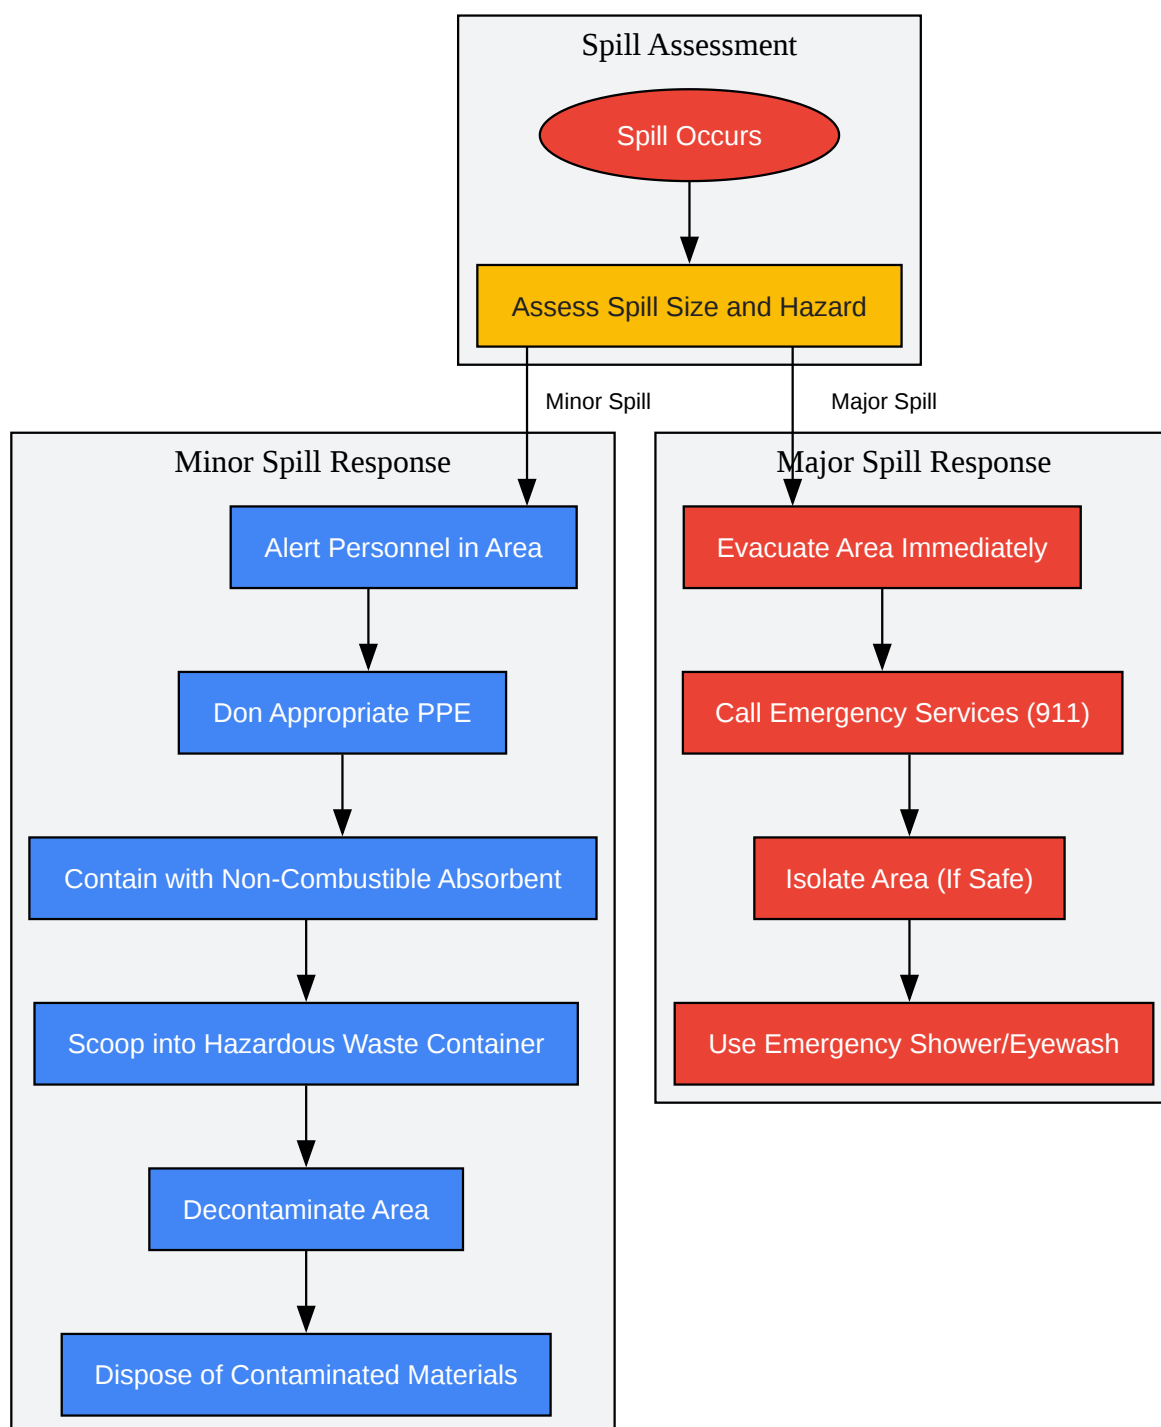 Spill Assessment
Spill Occurs
Assess Spill Size and Hazard
Minor Spill
Major Spill
Minor Spill Response
Alert Personnel in Area
Don Appropriate PPE
Contain with Non-Combustible Absorbent
Scoop into Hazardous Waste Container
Decontaminate Area
Dispose of Contaminated Materials
Major Spill Response
Evacuate Area Immediately
Call Emergency Services (911)
Isolate Area (If Safe)
Use Emergency Shower/Eyewash